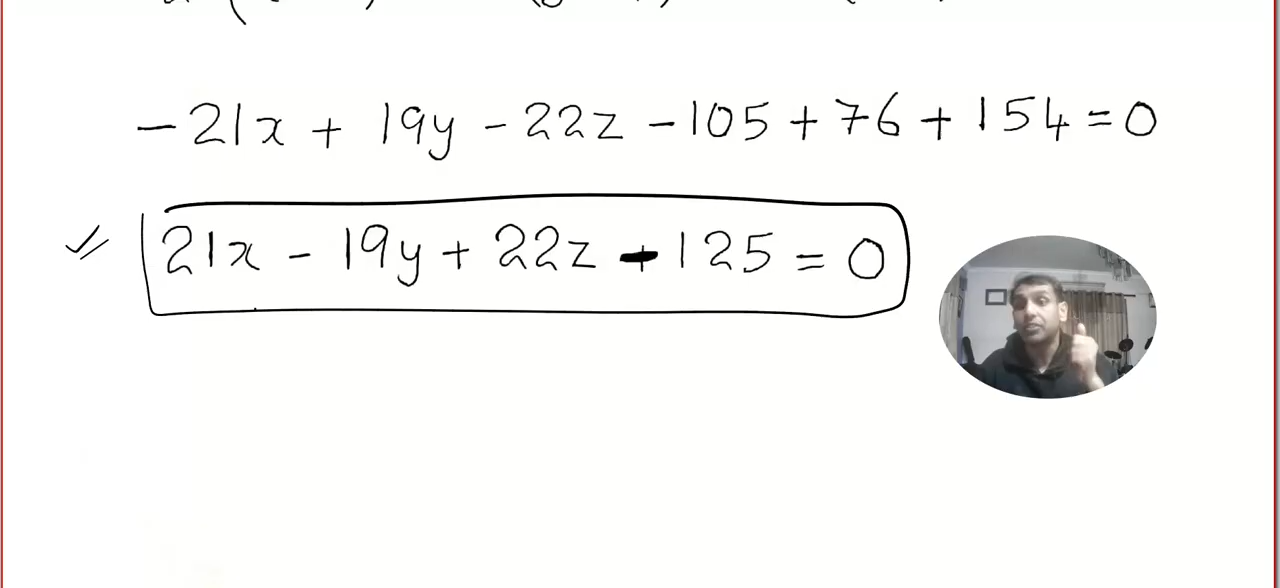 -21x + 19y - 22z - 105 + 76 + 154 = 0
21x - 19y + 22z - 125 = 0